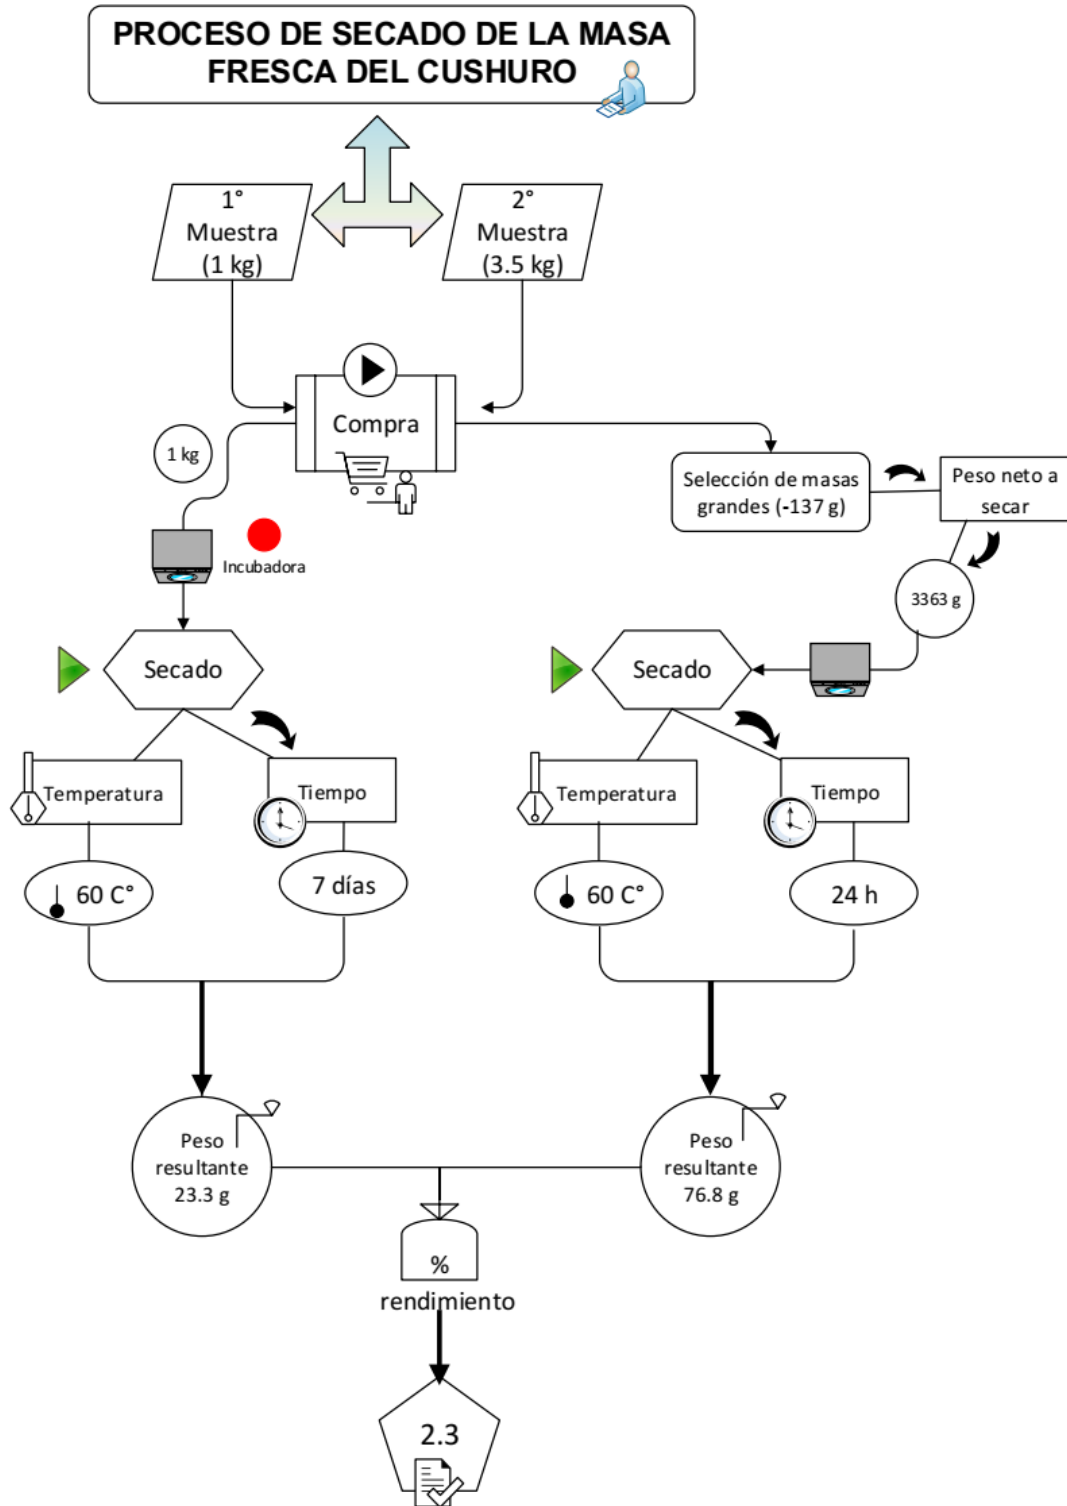 PROCESO DE SECADO DE LA MASA
FRESCA DEL CUSHURO
1°
Muestra
(1 kg)
2°
Muestra
(3.5 kg)
Compra
1 kg
Selección de masas
grandes (-137 g)
Peso neto a
secar
Incubadora
3363 g
Secado
Secado
Temperatura
Tiempo
Temperatura
Tiempo
60 C°
7 días
60 C°
24 h
Peso
resultante
23.3 g
Peso
resultante
76.8 g
%
rendimiento
2.3